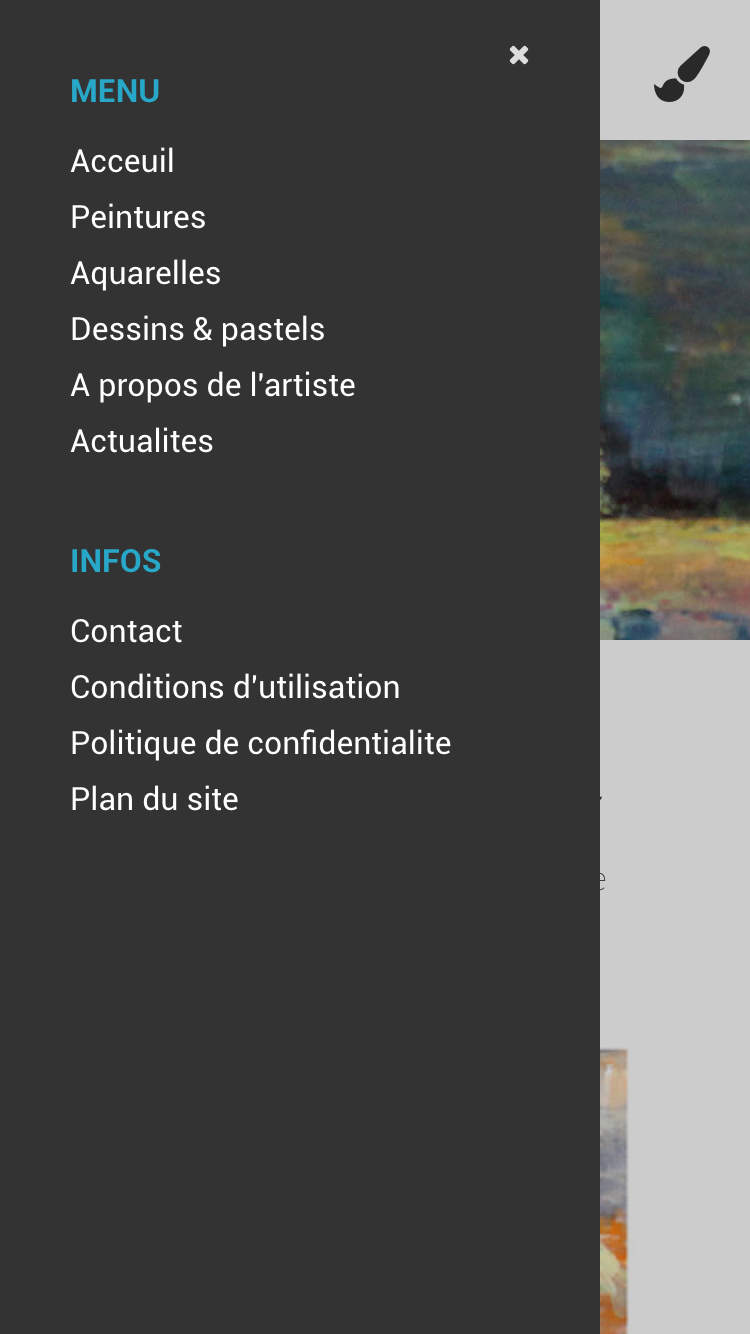 MENU
Acceuil
Peintures
Aquarelles
Dessins & pastels
A propos de l'artiste
Actualites
INFOS
Contact
Conditions d'utilisation
Politique de confidentialite
Plan du site